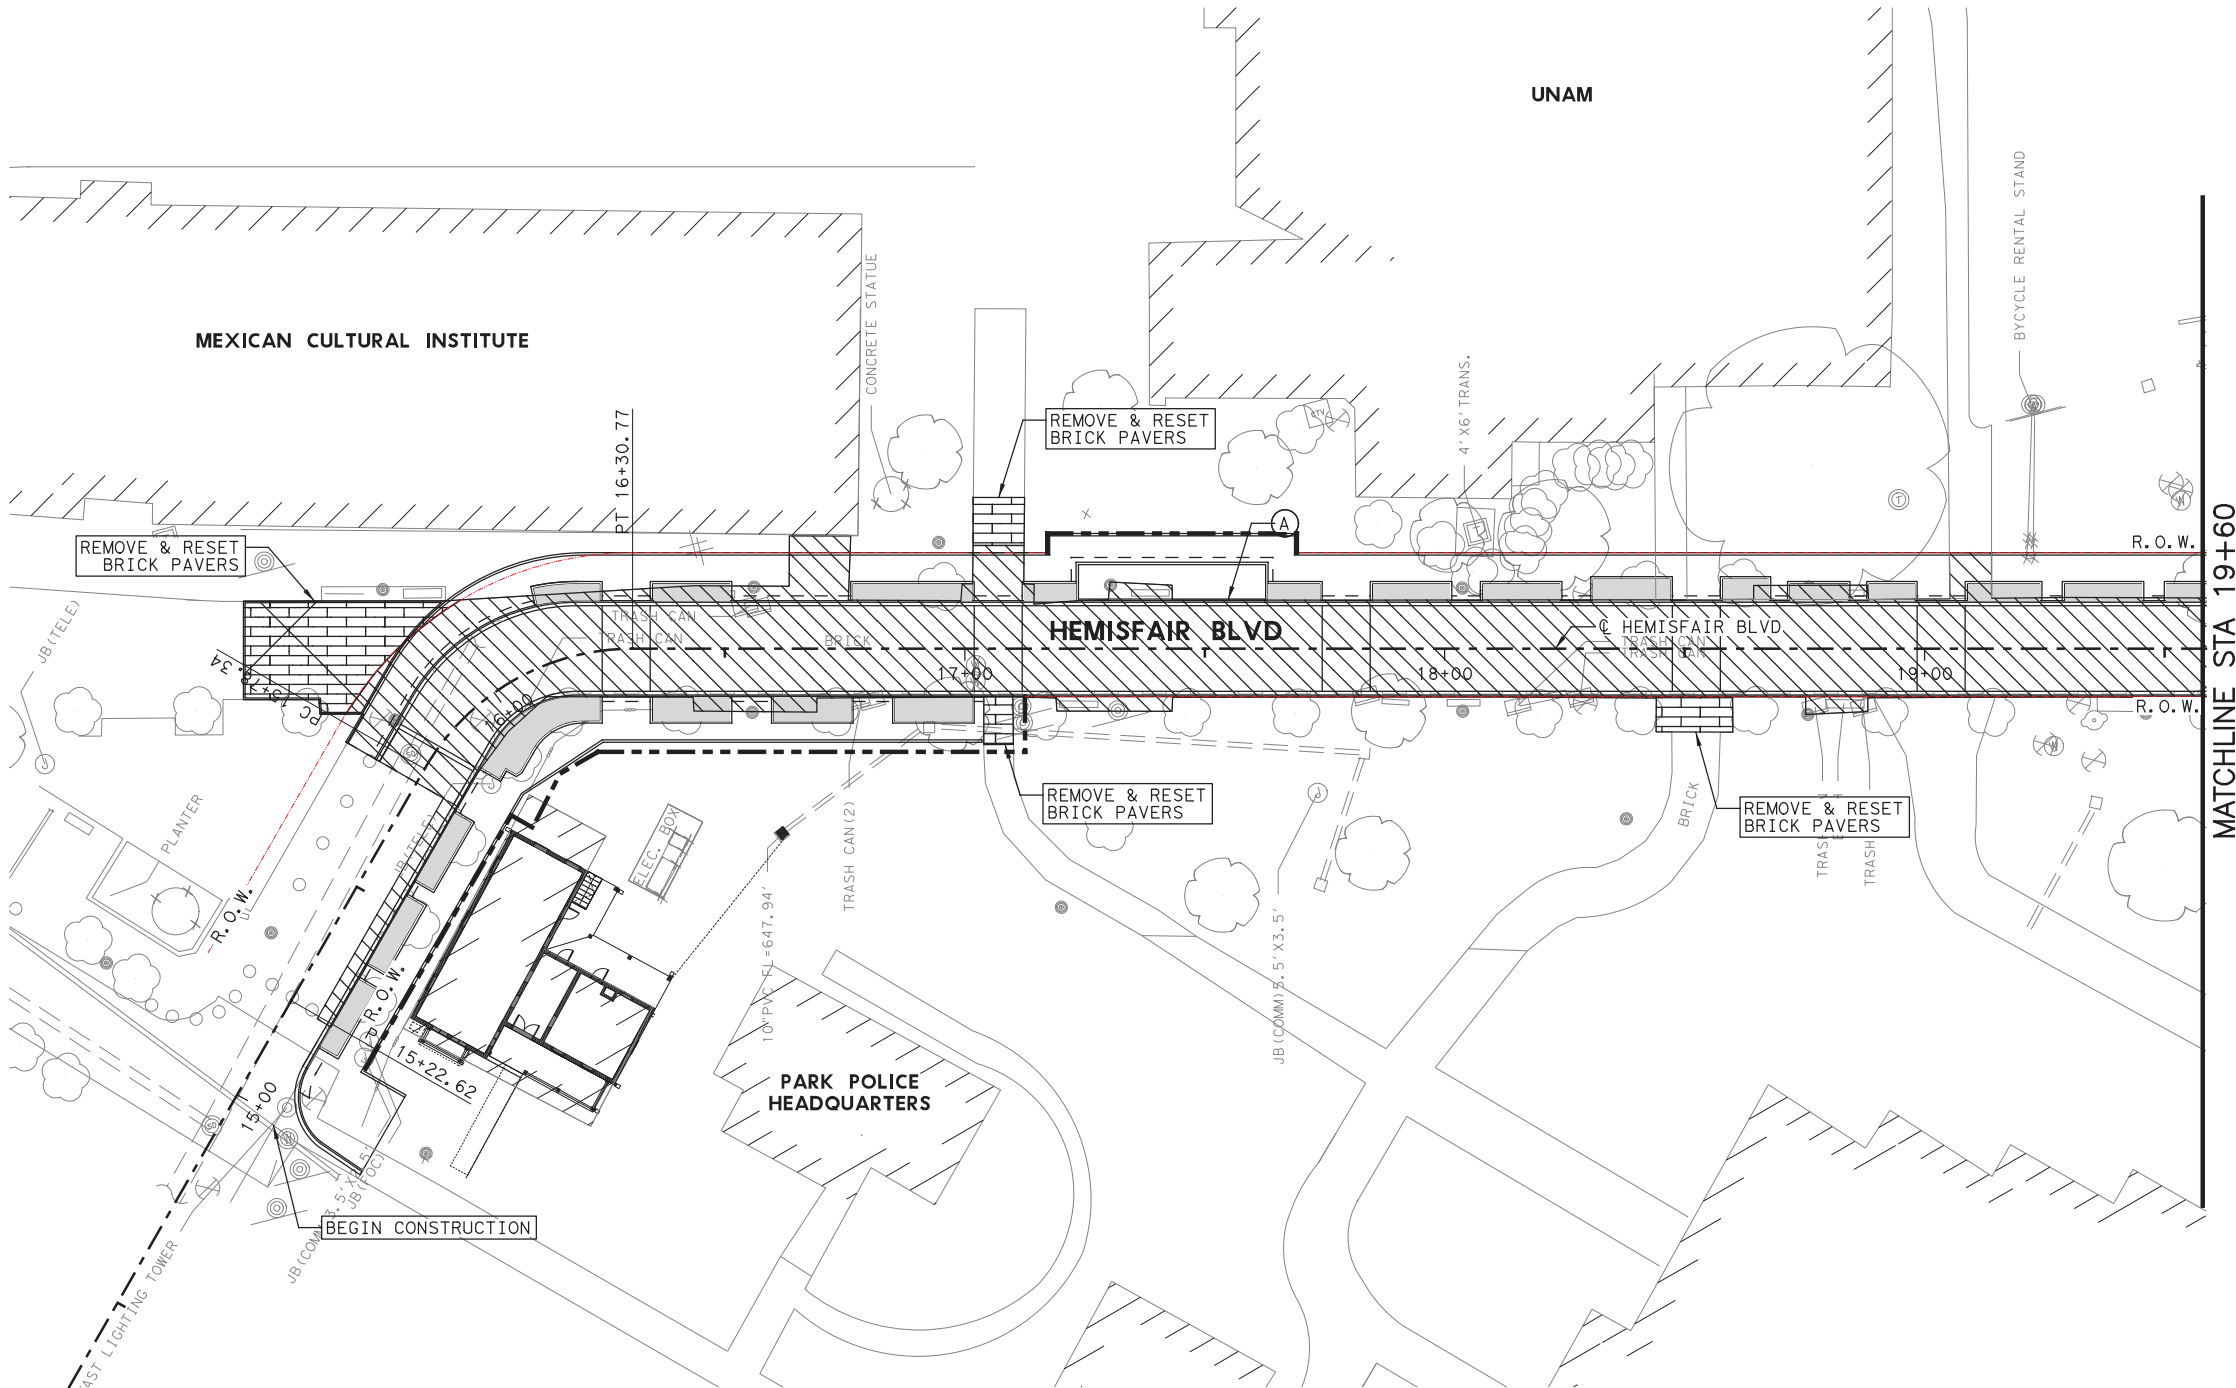 UNAM
BYCYCLE RENTAL STAND
CONCRETE STATUE
MEXICAN CULTURAL INSTITUTE
4'X6'TRANS.
CTV
REMOVE & RESET
BRICK PAVERS
PT 16+30.77
T
T
A
MATCHLINE STA 19+60
R.O.W.
REMOVE & RESET
BRICK PAVERS
JB(TELE)
TRASH CAN
TRASH CAN
BRICK
HEMISFAIR BLVD
℄ HEMISFAIR BLVD
TRASH CAN
TRASH CAN
17+00
18+00
19+00
16+00
R.O.W.
REMOVE & RESET
BRICK PAVERS
REMOVE & RESET
BRICK PAVERS
BRICK
PLANTER
JB(TELE)
ELEC. BOX
TRASH CAN(2)
10"PVC FL=647.94'
JB(COMM)5.5'X3.5'
TRASH
R.O.W.
R.O.W.
15+22.62
15+00
PARK POLICE
HEADQUARTERS
BEGIN CONSTRUCTION
LIGHTING TOWER